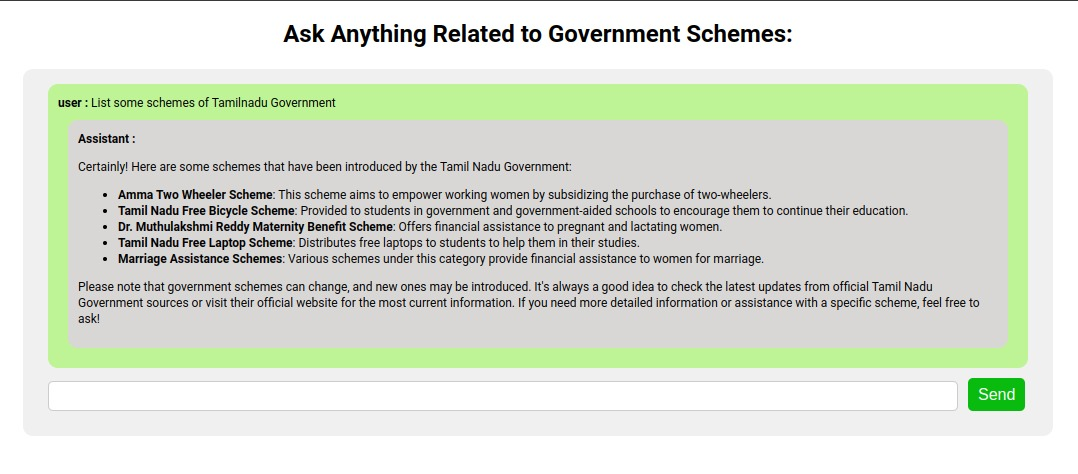 Ask Anything Related to Government Schemes:
user : List some schemes of Tamilnadu Government
Assistant :
Certainly! Here are some schemes that have been introduced by the Tamil Nadu Government:
• Amma Two Wheeler Scheme: This scheme aims to empower working women by subsidizing the purchase of two-wheelers.
• Tamil Nadu Free Bicycle Scheme: Provided to students in government and government-aided schools to encourage them to continue their education.
• Dr. Muthulakshmi Reddy Maternity Benefit Scheme: Offers financial assistance to pregnant and lactating women.
• Tamil Nadu Free Laptop Scheme: Distributes free laptops to students to help them in their studies.
• Marriage Assistance Schemes: Various schemes under this category provide financial assistance to women for marriage.
Please note that government schemes can change, and new ones may be introduced. It's always a good idea to check the latest updates from official Tamil Nadu
Government sources or visit their official website for the most current information. If you need more detailed information or assistance with a specific scheme, feel free to
ask!
Send